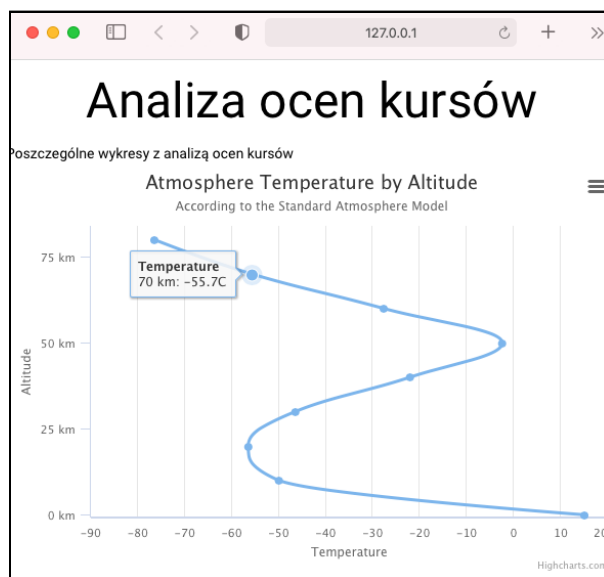 127.0.0.1
Analiza ocen kursów
Poszczególne wykresy z analizą ocen kursów
Atmosphere Temperature by Altitude
According to the Standard Atmosphere Model
75 km
Temperature
70 km: -55.7C
50 km
Altitude
25 km
0 km
-90 -80 -70 -60 -50 -40 -30 -20 -10 0 10 20
Temperature
Highcharts.com